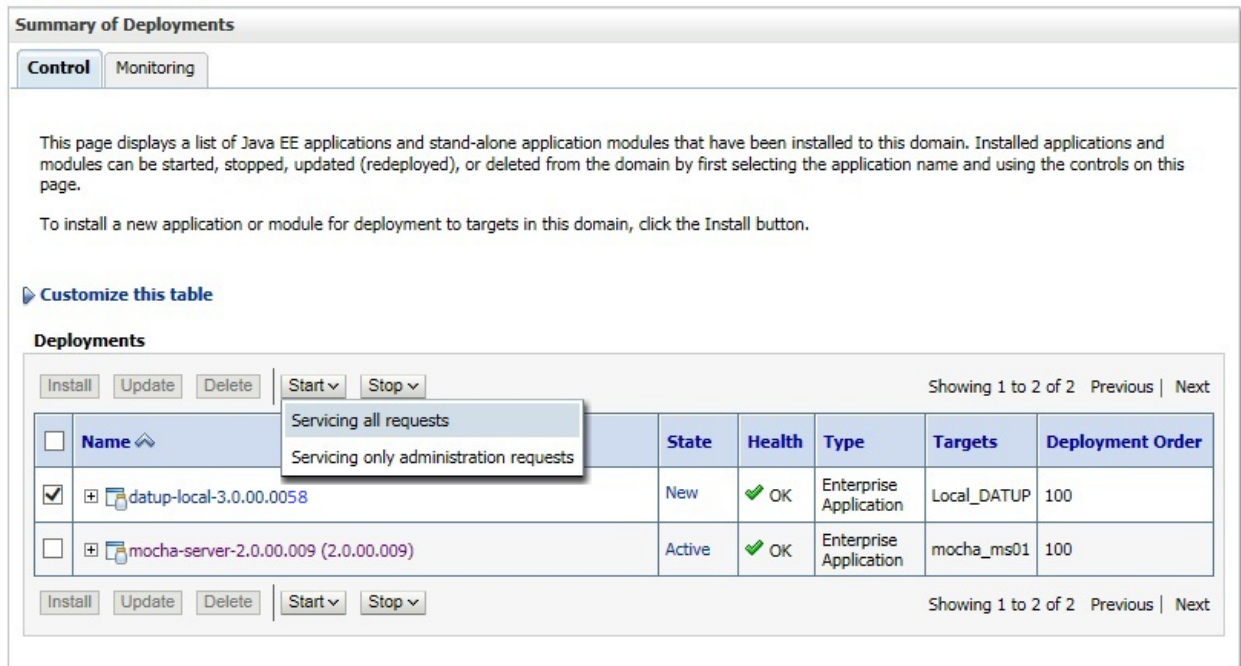 Summary of Deployments
Control Monitoring
This page displays a list of Java EE applications and stand-alone application modules that have been installed to this domain. Installed applications and
modules can be started, stopped, updated (redeployed), or deleted from the domain by first selecting the application name and using the controls on this
page.
To install a new application or module for deployment to targets in this domain, click the Install button.
Customize this table
Deployments
Install Update Delete Start Stop Showing 1 to 2 of 2 Previous | Next
Servicing all requests
Servicing only administration requests
Name State Health Type Targets Deployment Order
datup-local-3.0.00.0058 New OK Enterprise Application Local_DATUP 100
mocha-server-2.0.00.009 (2.0.00.009) Active OK Enterprise Application mocha_ms01 100
Install Update Delete Start Stop Showing 1 to 2 of 2 Previous | Next